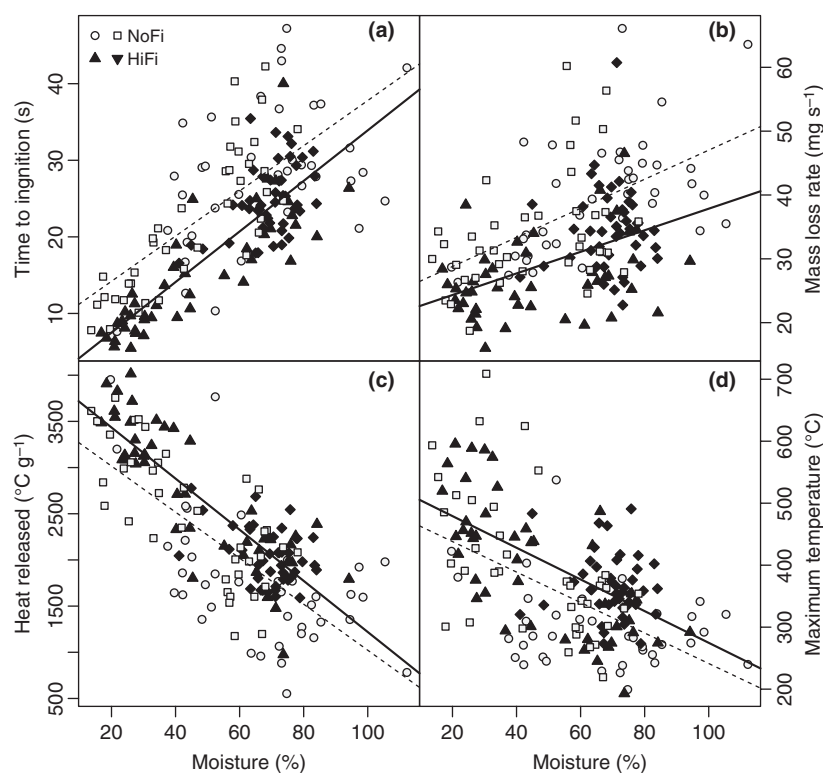 (a)
(b)
NoFi
HiFi
Time to ingnition (s)
10 20 30 40
Mass loss rate (mg s⁻¹)
20 30 40 50 60
(c)
(d)
Heat released (°C g⁻¹)
500 1500 2500 3500
Maximum temperature (°C)
200 300 400 500 600 700
20 40 60 80 100
20 40 60 80 100
Moisture (%)
Moisture (%)